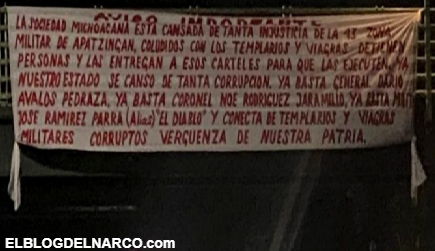 AVISO IMPORTANTE
LA SOCIEDAD MICHOACANA ESTÁ CANSADA DE TANTA INJUSTICIA DE LA 43 ZONA
MILITAR DE APATZINGAN, COLUDIDOS CON LOS TEMPLARIOS Y VIAGRAS DETIENEN
PERSONAS Y LAS ENTREGAN A ESOS CARTELES PARA QUE LAS EJECUTEN. YA
NUESTRO ESTADO SE CANSO DE TANTA CORRUPCION. YA BASTA GENERAL DARIO
AVALOS PEDRAZA, YA BASTA CORONEL NOE RODRIGUEZ JARAMILLO, YA BASTA
JOSE RAMIREZ PARRA (Alias) "EL DIABLO" Y CONECTA DE TEMPLARIOS Y VIAGRAS
MILITARES CORRUPTOS VERGUENZA DE NUESTRA PATRIA.
ELBLOGDELNARCO.COM